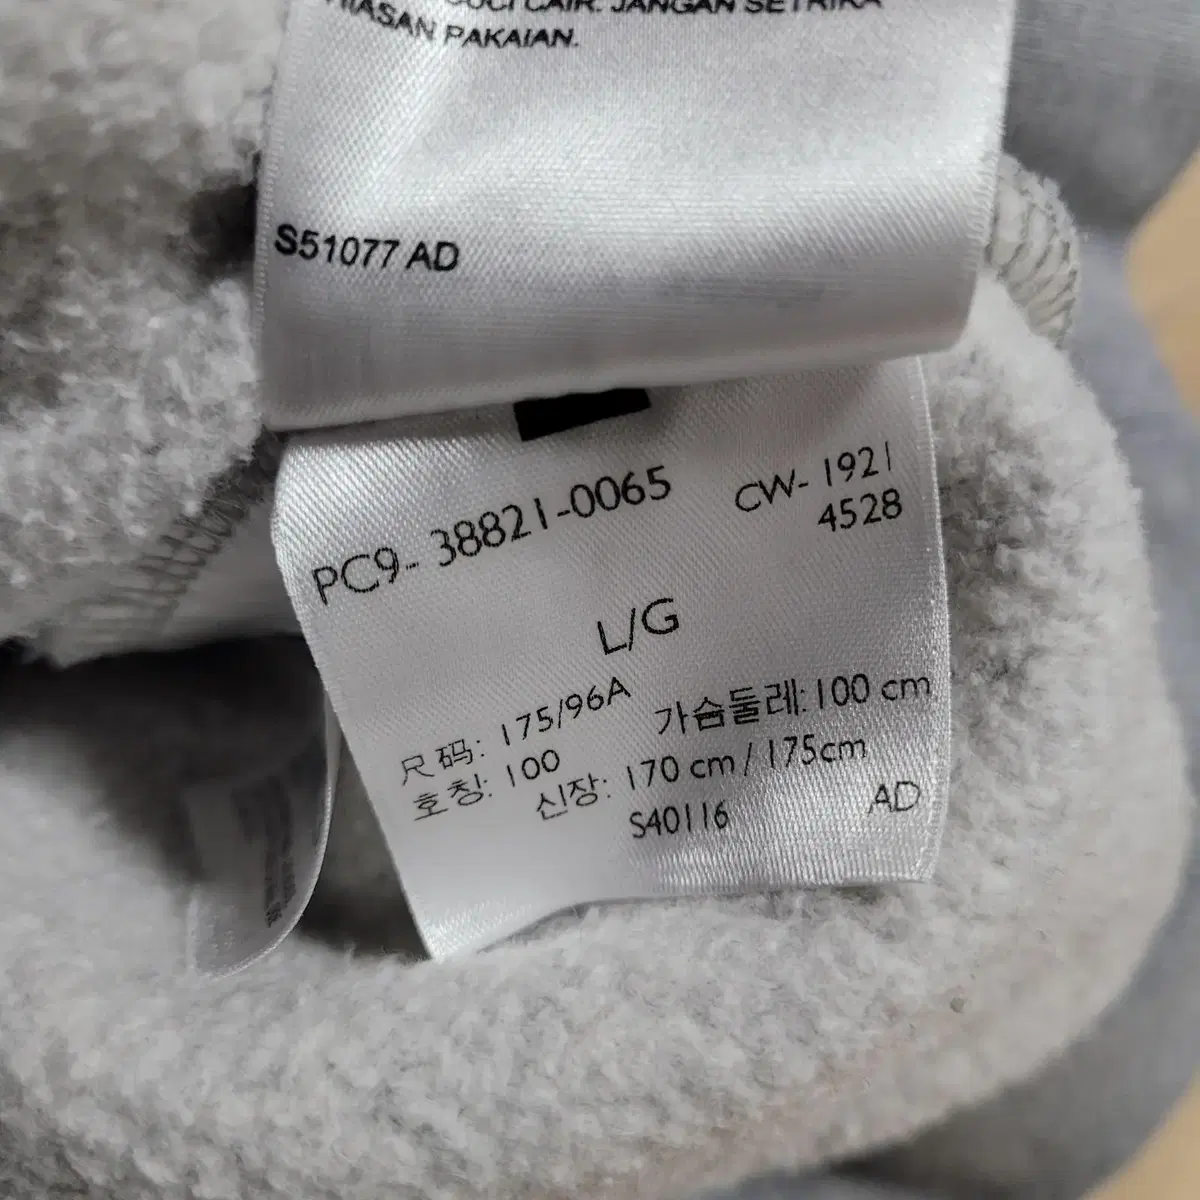 CUCI CAIR. JANGAN SETRIKA
HIASAN PAKAIAN.
S51077 AD
PC9- 38821-0065
CW- 1921
4528
L/G
尺码: 175/96A
가슴둘레: 100 cm
호칭: 100
신장: 170 cm / 175cm
S40116
AD